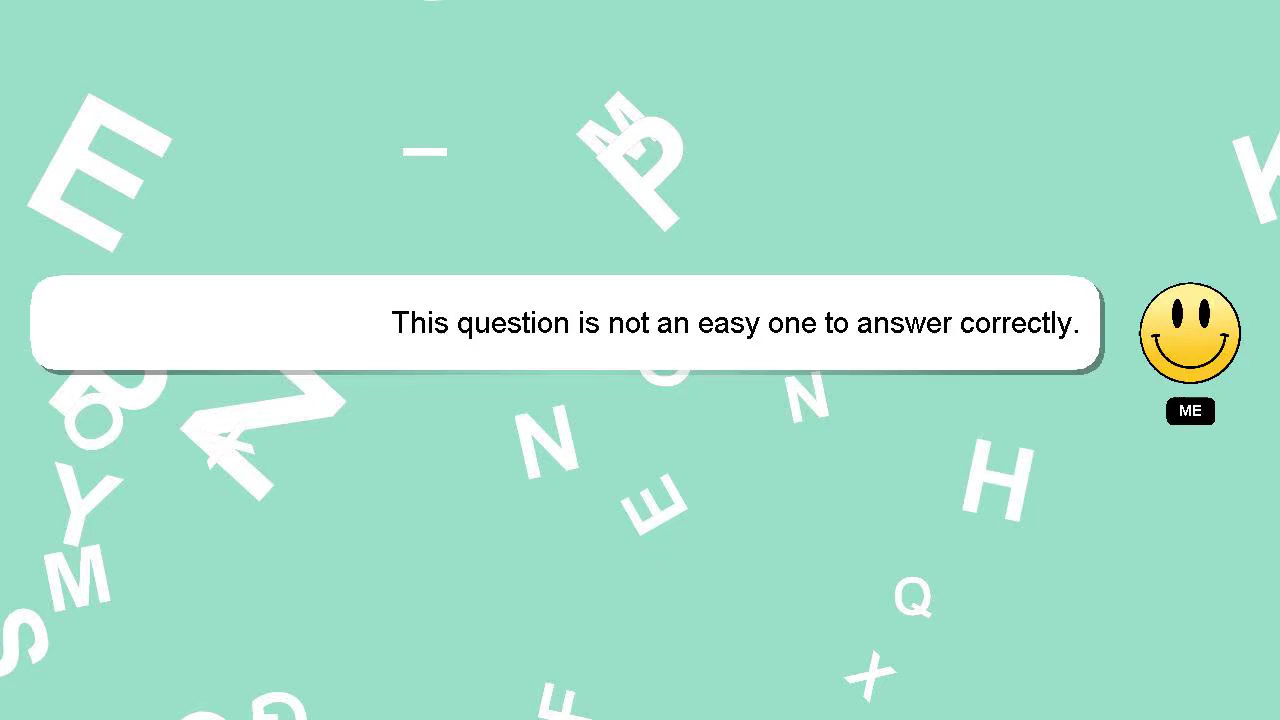 E
M
P
K
This question is not an easy one to answer correctly.
ME
N
N
Z
A
Y
E
H
M
Q
S
X
G
F